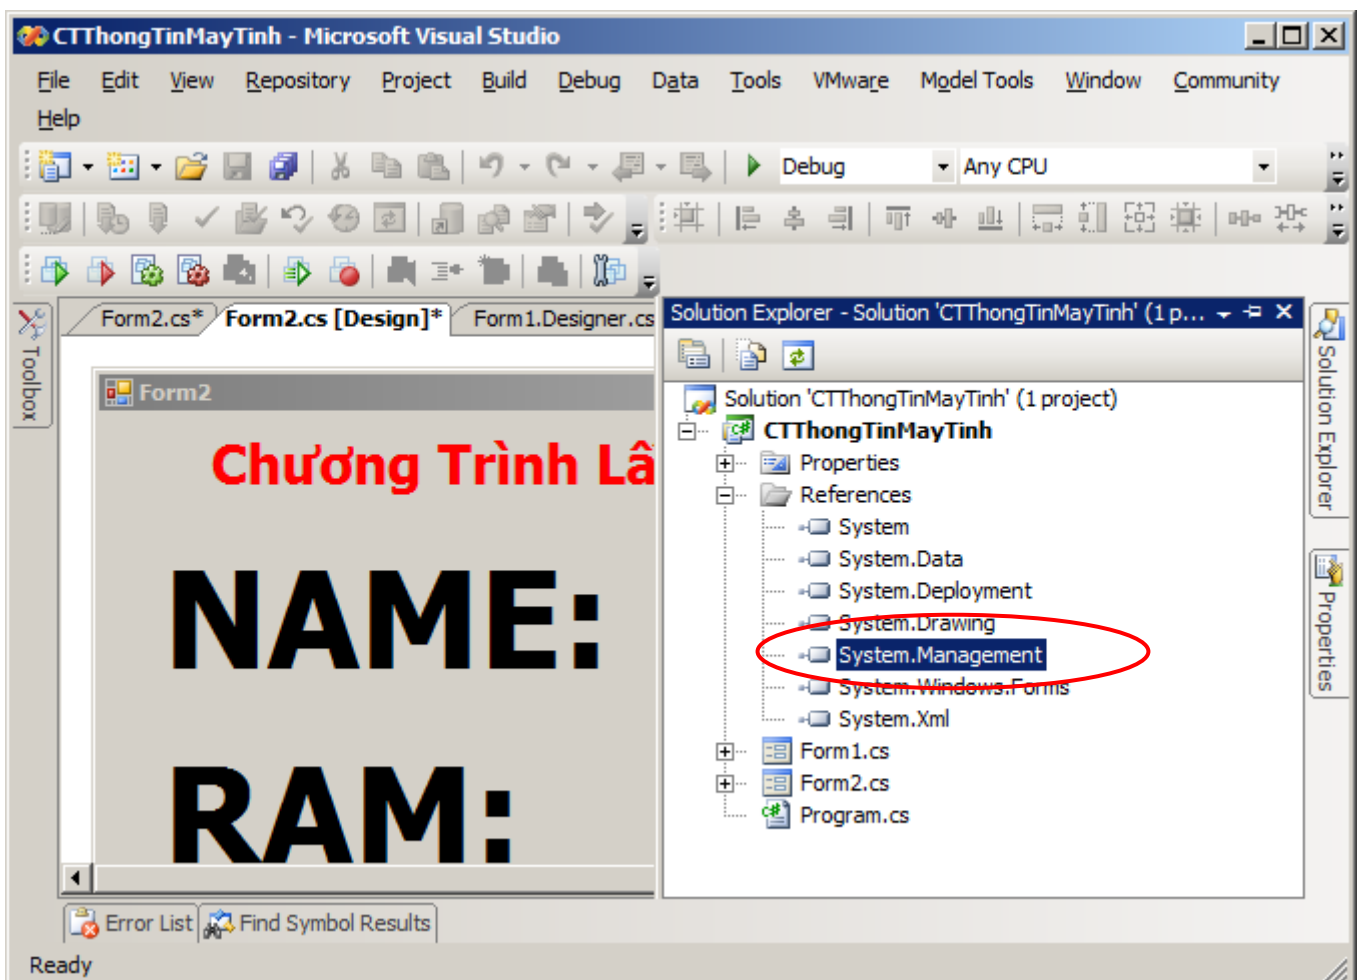 CTThongTinMayTinh - Microsoft Visual Studio
File Edit View Repository Project Build Debug Data Tools VMware Model Tools Window Community
Help
Debug Any CPU
Toolbox
Form2.cs* Form2.cs [Design]* Form1.Designer.cs
Form2
Chương Trình Lấ
NAME:
RAM:
Solution Explorer - Solution 'CTThongTinMayTinh' (1 p...
Solution 'CTThongTinMayTinh' (1 project)
CTThongTinMayTinh
Properties
References
System
System.Data
System.Deployment
System.Drawing
System.Management
System.Windows.Forms
System.Xml
Form1.cs
Form2.cs
Program.cs
Solution Explorer
Properties
Error List Find Symbol Results
Ready